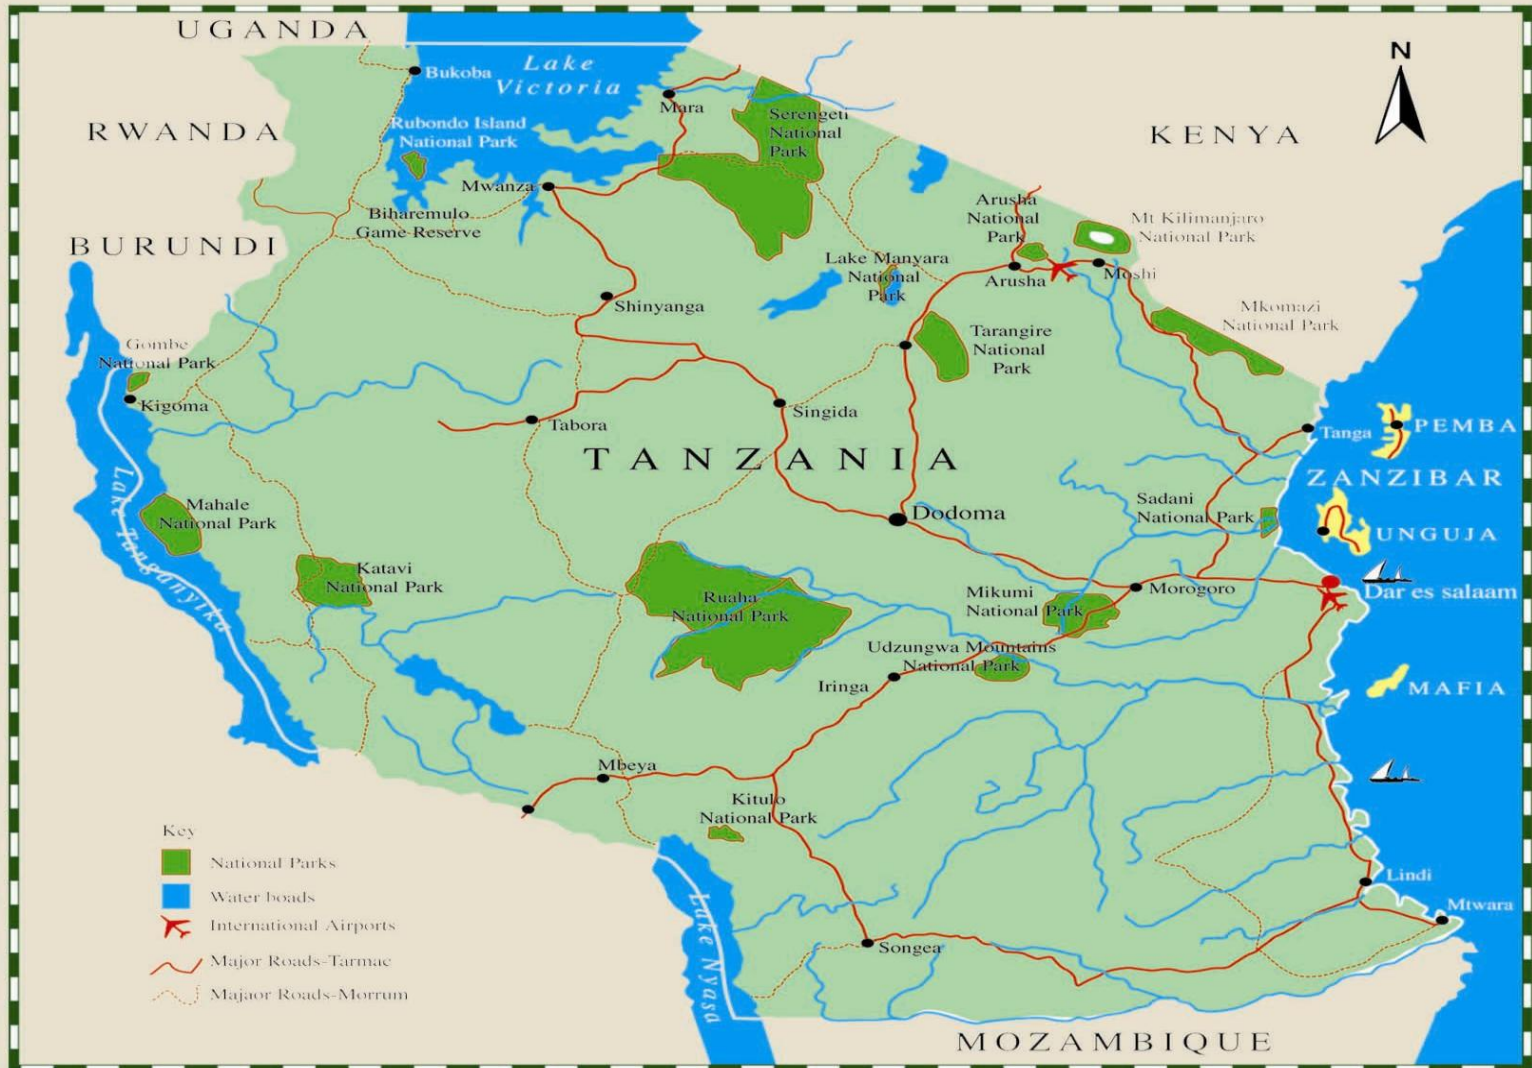 UGANDA
N
Lake
Victoria
Bukoba
Mara
Serengeti
National
Park
RWANDA
Rubondo Island
National Park
KENYA
Mwanza
Biharemulo
Game Reserve
Arusha
National
Park
Mt Kilimanjaro
National Park
BURUNDI
Lake Manyara
National
Park
Arusha
Moshi
Shinyanga
Mkomazi
National Park
Gombe
National Park
Tarangire
National
Park
Kigoma
Singida
Tabora
Tanga
PEMBA
TANZANIA
ZANZIBAR
Lake Tanganyika
Mahale
National Park
Sadani
National Park
Dodoma
UNGUJA
Katavi
National Park
Ruaha
National Park
Mikumi
National Park
Morogoro
Dar es salaam
Udzungwa Mountains
National Park
Iringa
MAFIA
Mbeya
Kitulo
National Park
Key
National Parks
Water boads
International Airports
Major Roads-Tarmac
Majaor Roads-Morrum
Lindi
Mtwara
Songea
Lake Nyasa
MOZAMBIQUE